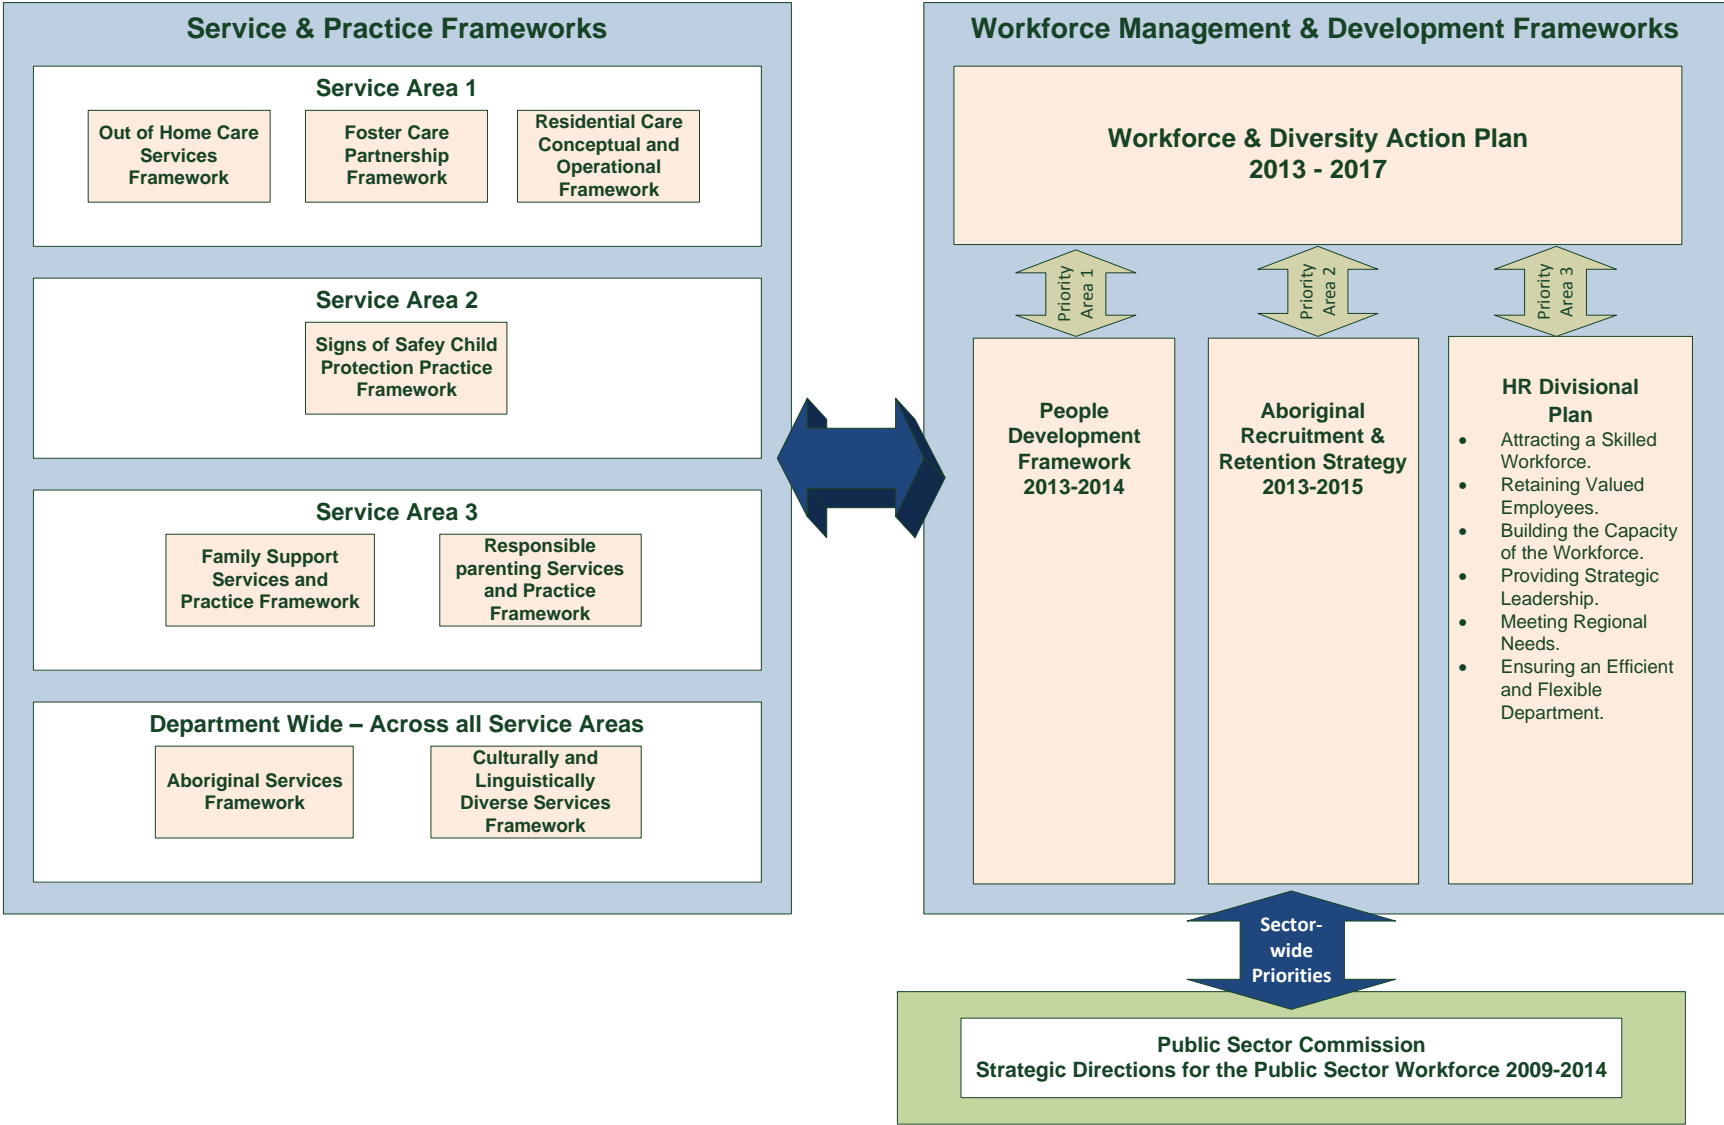 Service & Practice Frameworks
Service Area 1
Out of Home Care
Services
Framework
Foster Care
Partnership
Framework
Residential Care
Conceptual and
Operational
Framework
Service Area 2
Signs of Safey Child
Protection Practice
Framework
Service Area 3
Family Support
Services and
Practice Framework
Responsible
parenting Services
and Practice
Framework
Department Wide – Across all Service Areas
Aboriginal Services
Framework
Culturally and
Linguistically
Diverse Services
Framework
Workforce Management & Development Frameworks
Workforce & Diversity Action Plan
2013 - 2017
Priority
Area 1
Priority
Area 2
Priority
Area 3
People
Development
Framework
2013-2014
Aboriginal
Recruitment &
Retention Strategy
2013-2015
HR Divisional
Plan
• Attracting a Skilled
Workforce.
• Retaining Valued
Employees.
• Building the Capacity
of the Workforce.
• Providing Strategic
Leadership.
• Meeting Regional
Needs.
• Ensuring an Efficient
and Flexible
Department.
Sector-
wide
Priorities
Public Sector Commission
Strategic Directions for the Public Sector Workforce 2009-2014